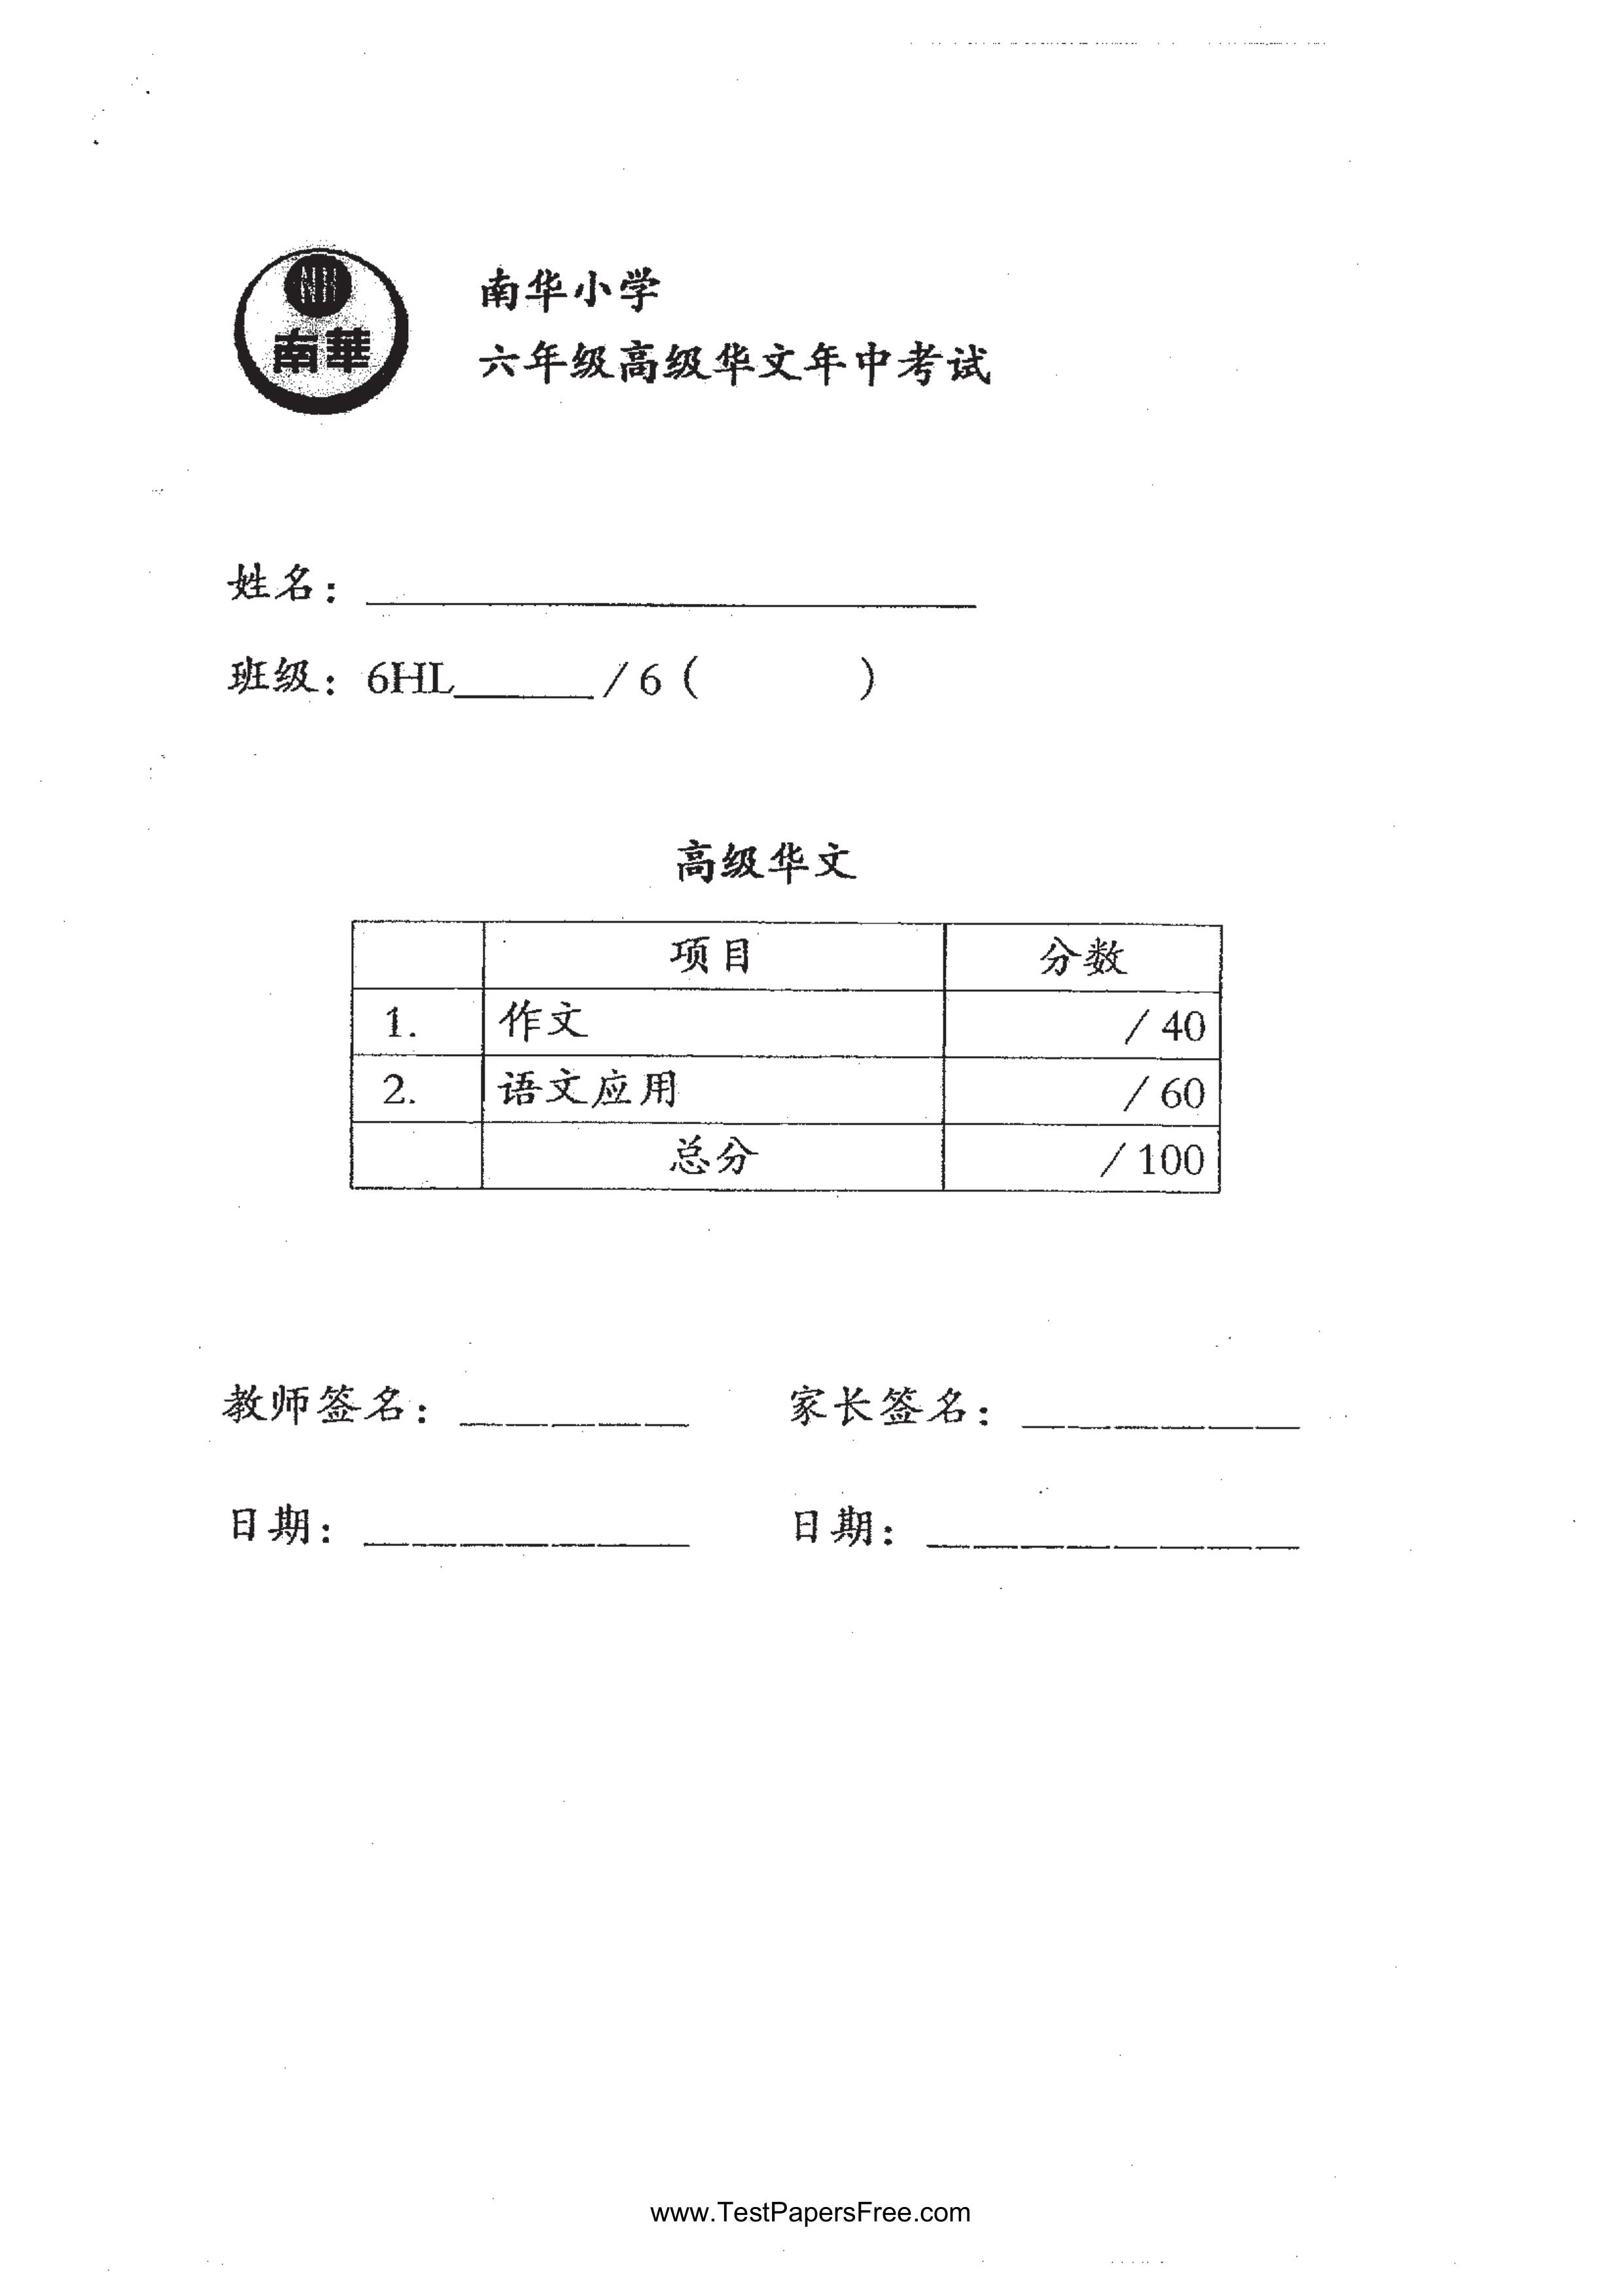 NH
南華
南华小学
六年级高级华文年中考试
姓名：____________________
班级：6HL______ / 6 (          )
高级华文
项目 分数
1. 作文 / 40
2. 语文应用 / 60
总分 / 100
教师签名：__________ 家长签名：____________
日期：______________ 日期：________________
www.TestPapersFree.com